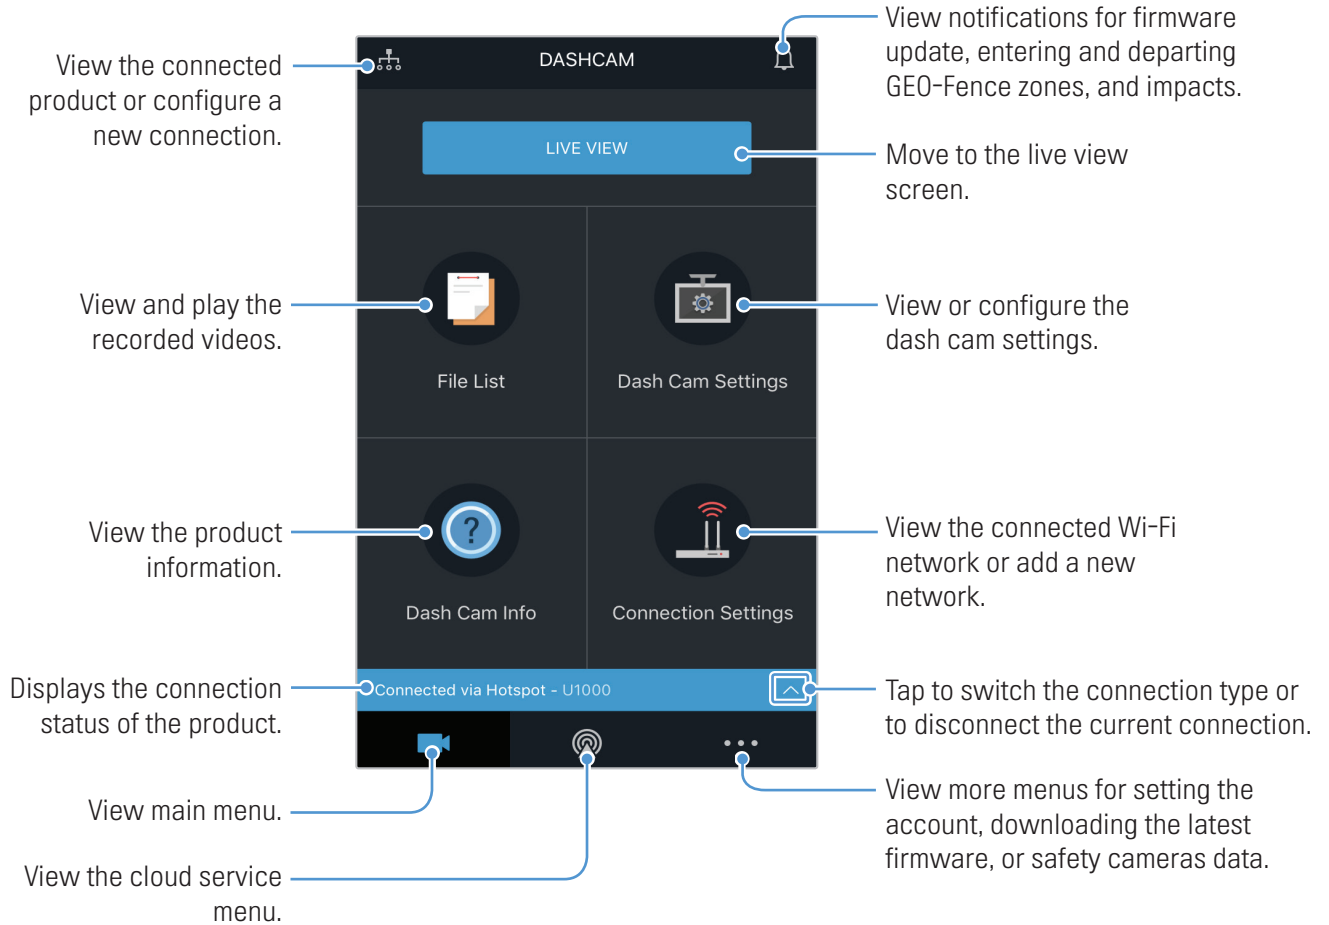 View the connected
product or configure a
new connection.
DASHCAM
View notifications for firmware
update, entering and departing
GEO-Fence zones, and impacts.
LIVE VIEW
Move to the live view
screen.
View and play the
recorded videos.
File List
Dash Cam Settings
View or configure the
dash cam settings.
View the product
information.
?
Dash Cam Info
Connection Settings
View the connected Wi-Fi
network or add a new
network.
Displays the connection
status of the product.
Connected via Hotspot - U1000
Tap to switch the connection type or
to disconnect the current connection.
View main menu.
View more menus for setting the
account, downloading the latest
firmware, or safety cameras data.
View the cloud service
menu.